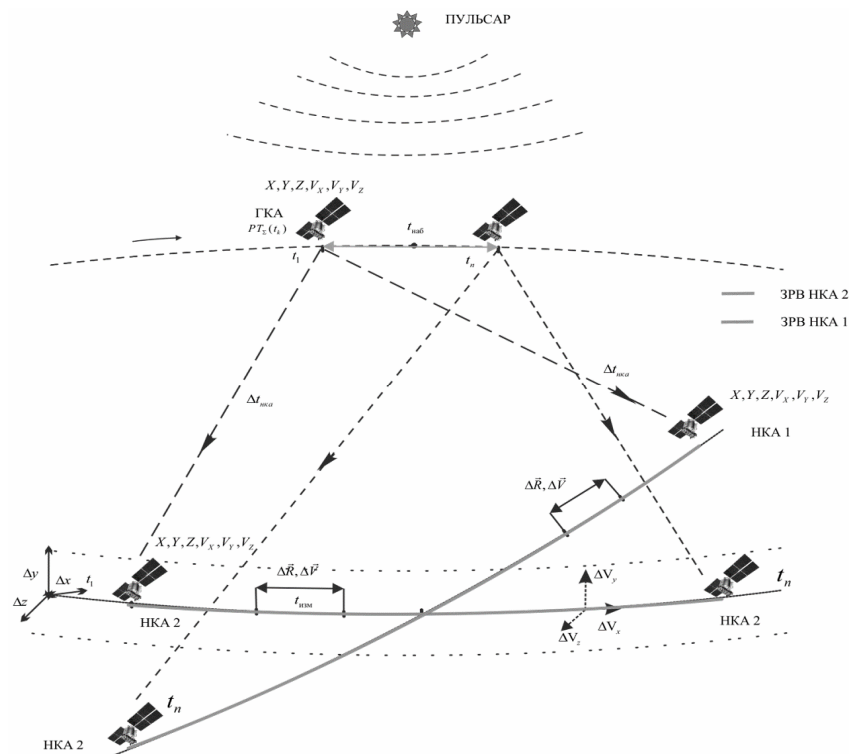 ПУЛЬСАР
X, Y, Z, V_X, V_Y, V_Z
ГКА
PT_Σ(t_k)
t_наб
t_1
t_n
ЗРВ НКА 2
ЗРВ НКА 1
Δt_нка
Δt_нка
X, Y, Z, V_X, V_Y, V_Z
НКА 1
ΔR⃗, ΔV⃗
X, Y, Z, V_X, V_Y, V_Z
Δy
Δx
t_1
Δz
ΔR⃗, ΔV⃗
t_изм
ΔV_y
ΔV_x
ΔV_z
t_n
НКА 2
НКА 2
t_n
НКА 2